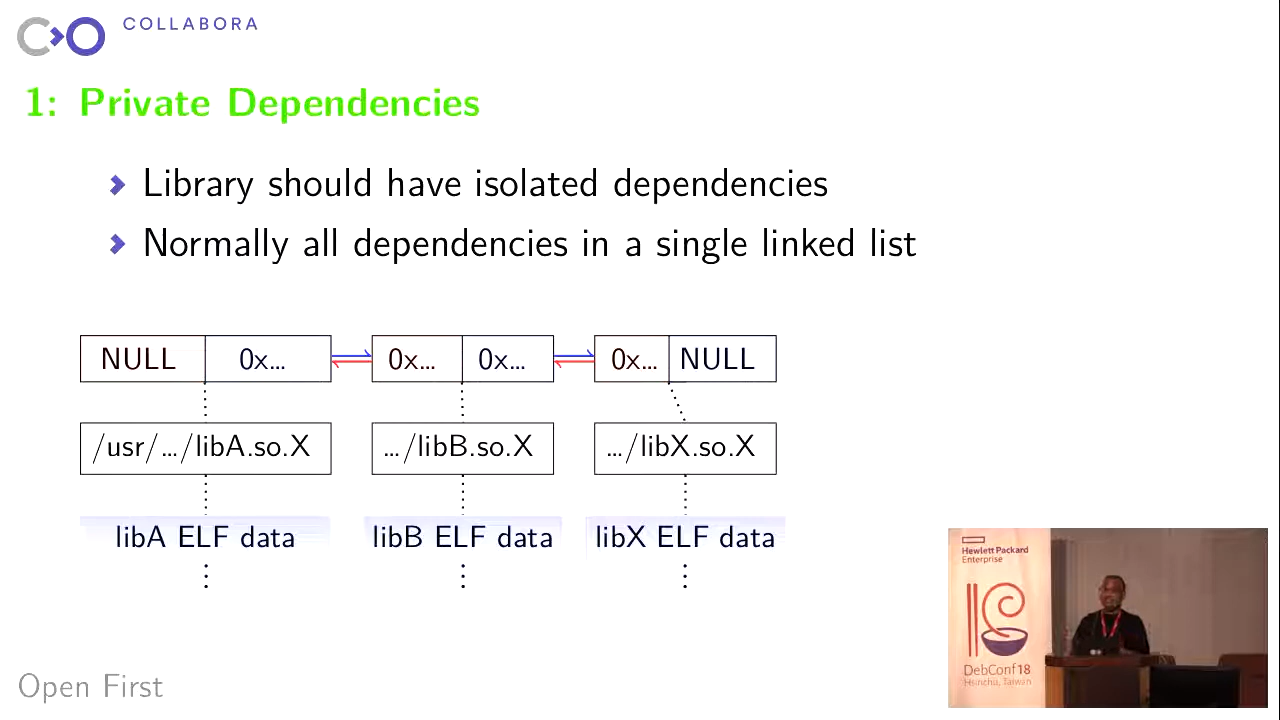 COLLABORA
1: Private Dependencies
Library should have isolated dependencies
Normally all dependencies in a single linked list
NULL 0x... 0x... 0x... 0x... NULL
/usr/.../libA.so.X .../libB.so.X .../libX.so.X
libA ELF data libB ELF data libX ELF data
Hewlett Packard
Enterprise
DebConf18
Hsinchu, Taiwan
Open First